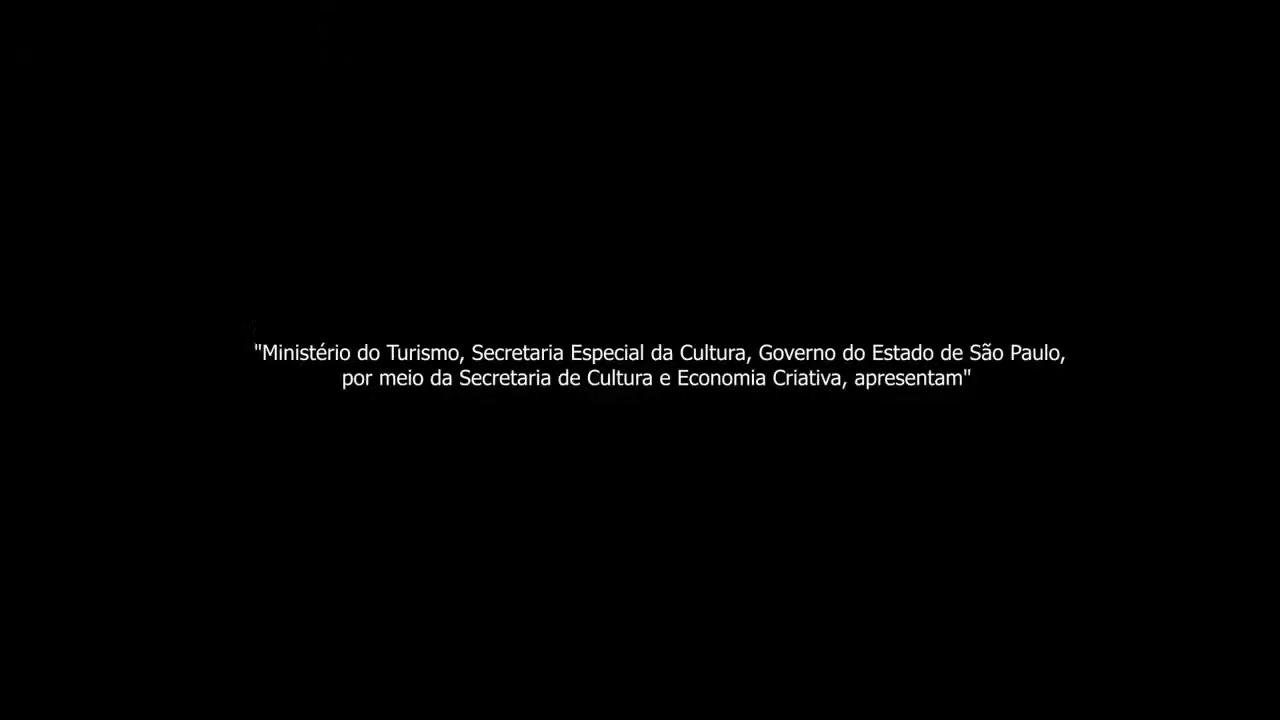 "Ministério do Turismo, Secretaria Especial da Cultura, Governo do Estado de São Paulo,
por meio da Secretaria de Cultura e Economia Criativa, apresentam"